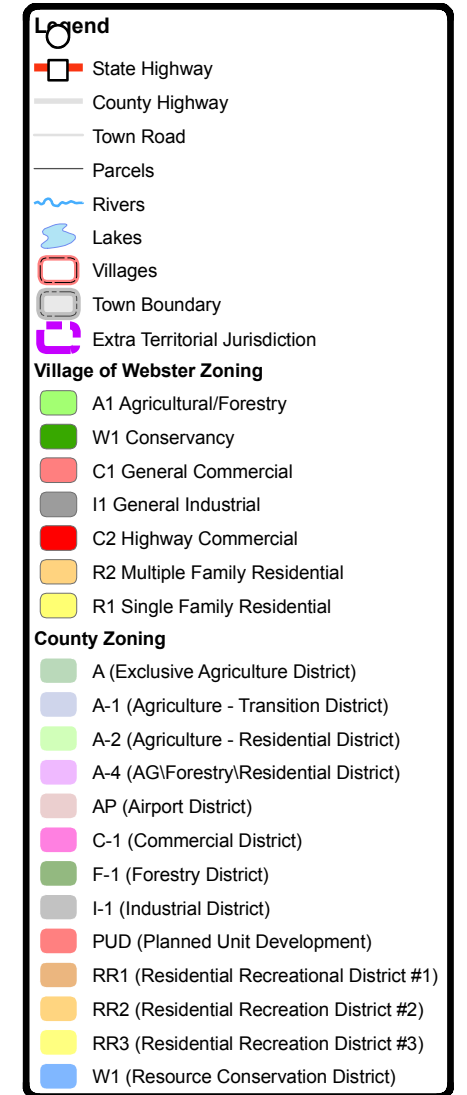 Legend
State Highway
County Highway
Town Road
Parcels
Rivers
Lakes
Villages
Town Boundary
Extra Territorial Jurisdiction
Village of Webster Zoning
A1 Agricultural/Forestry
W1 Conservancy
C1 General Commercial
I1 General Industrial
C2 Highway Commercial
R2 Multiple Family Residential
R1 Single Family Residential
County Zoning
A (Exclusive Agriculture District)
A-1 (Agriculture - Transition District)
A-2 (Agriculture - Residential District)
A-4 (AG\Forestry\Residential District)
AP (Airport District)
C-1 (Commercial District)
F-1 (Forestry District)
I-1 (Industrial District)
PUD (Planned Unit Development)
RR1 (Residential Recreational District #1)
RR2 (Residential Recreation District #2)
RR3 (Residential Recreation District #3)
W1 (Resource Conservation District)